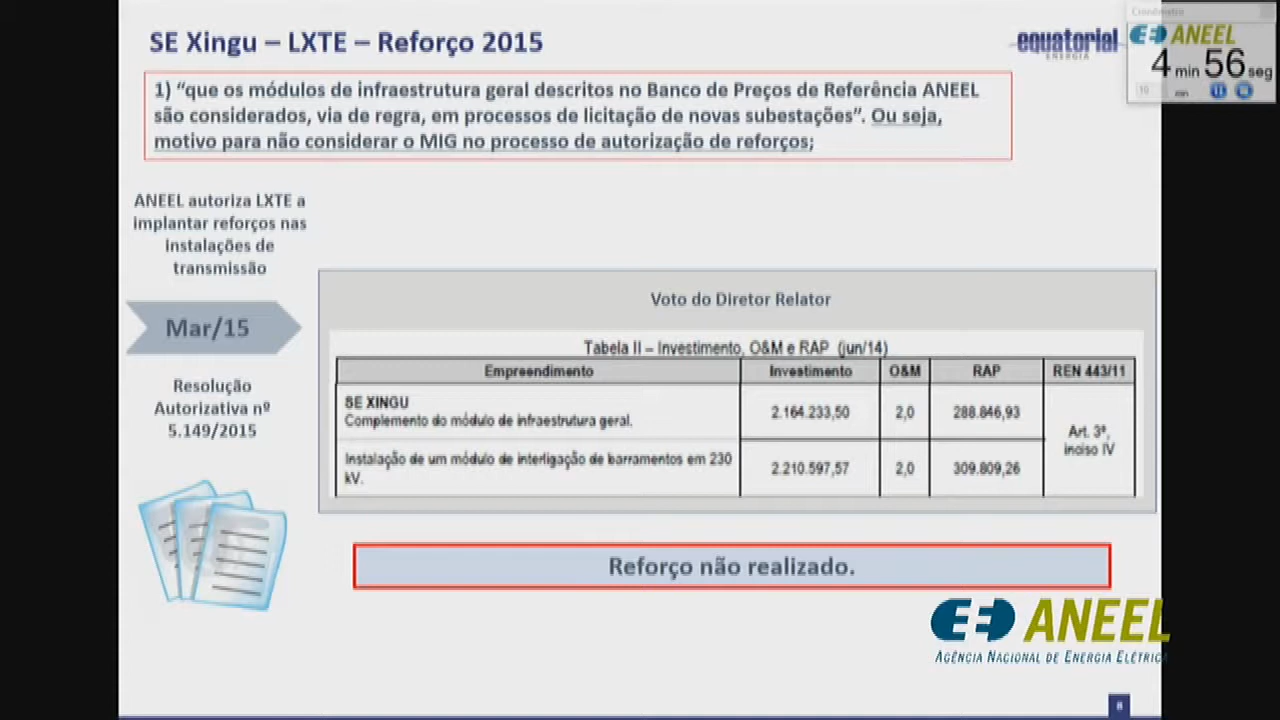 SE Xingu – LXTE – Reforço 2015
equatorial
ENERGIA
Cronômetro
ANEEL
4 min 56 seg
10 min
1) “que os módulos de infraestrutura geral descritos no Banco de Preços de Referência ANEEL
são considerados, via de regra, em processos de licitação de novas subestações”. Ou seja,
motivo para não considerar o MIG no processo de autorização de reforços;
ANEEL autoriza LXTE a
implantar reforços nas
instalações de
transmissão
Mar/15
Resolução
Autorizativa nº
5.149/2015
Voto do Diretor Relator
Tabela II – Investimento, O&M e RAP (jun/14)
Empreendimento Investimento O&M RAP REN 443/11
SE XINGU
Complemento do módulo de infraestrutura geral.
2.164.233,50 2,0 288.846,93
Art. 3º,
inciso IV
Instalação de um módulo de interligação de barramentos em 230
kV.
2.210.597,57 2,0 309.809,26
Reforço não realizado.
ANEEL
AGÊNCIA NACIONAL DE ENERGIA ELÉTRICA
8